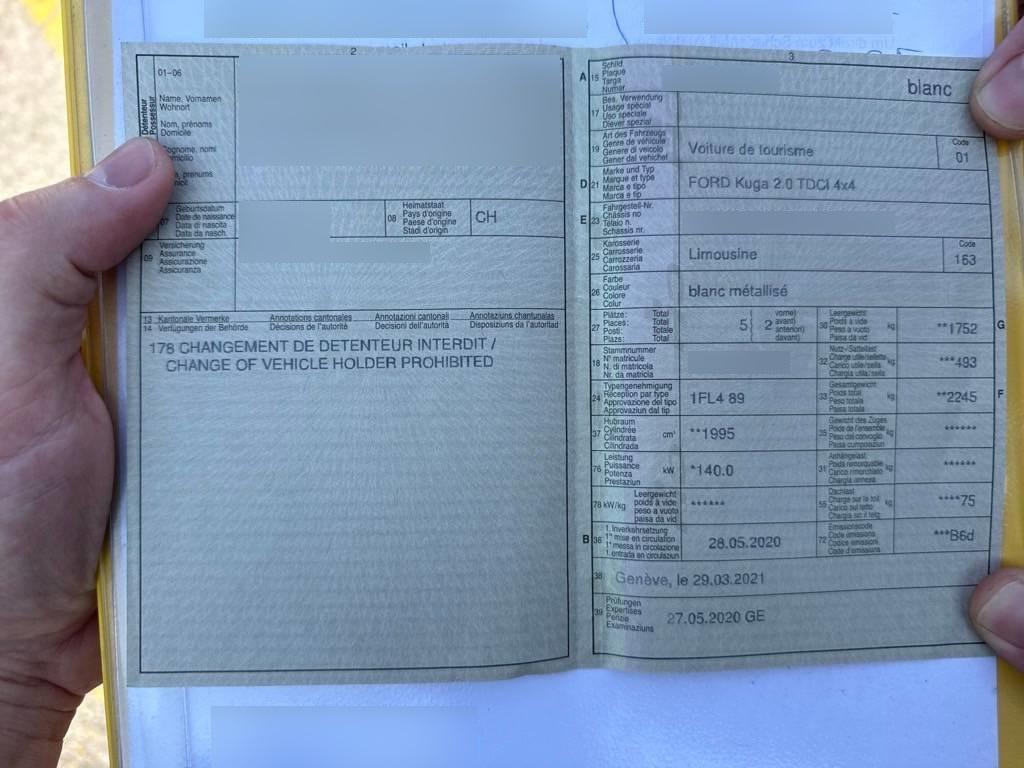 2
01–06
Détenteur
Possessur
Name, Vornamen
Wohnort
Nom, prénoms
Domicile
Cognome, nomi
prenums
Geburtsdatum
Date de naissance
Data di nascita
Data da nasch.
08
Heimatstaat
Pays d'origine
Paese d'origine
Stadi d'origin
CH
09
Versicherung
Assurance
Assicurazione
Assicuranza
13 Kantonale Vermerke Annotations cantonales Annotazioni cantonali Annotaziuns chantunalas
14 Verfügungen der Behörde Décisions de l'autorité Decisioni dell'autorità Disposiziuns da l'autoritad
178 CHANGEMENT DE DETENTEUR INTERDIT /
CHANGE OF VEHICLE HOLDER PROHIBITED
3
A 15
Schild
Plaque
Targa
Numer
blanc
17
Bes. Verwendung
Usage spécial
Uso speciale
Diever spezial
19
Art des Fahrzeugs
Genre de véhicule
Genere di veicolo
Gener dal vehichel
Voiture de tourisme
Code
01
D 21
Marke und Typ
Marque et type
Marca e tipo
Marca e tip
FORD Kuga 2.0 TDCi 4x4
E 23
Fahrgestell-Nr.
Châssis no
Telaio n.
Schassis nr.
25
Karosserie
Carrosserie
Carrozzeria
Carossaria
Limousine
Code
163
26
Farbe
Couleur
Colore
Colur
blanc métallisé
27
Plätze: Total
Places: Total
Posti: Totale
Plazs: Total
5 { 2
vorne)
avant)
anteriori)
davant)
30
Leergewicht
Poids à vide
Peso a vuoto
Paisa da vid
kg
**1752
G
18
Stammnummer
N° matricule
N. di matricola
Nr. da matricla
32
Nutz-/Sattellast
Charge utile/sellette
Carico utile/sella
Chargia utila/sella
kg
***493
24
Typengenehmigung
Réception par type
Approvazione del tipo
Approvaziun dal tip
1FL4 89
33
Gesamtgewicht
Poids total
Peso totale
Paisa totala
kg
**2245
F
37
Hubraum
Cylindrée
Cilindrata
Cilindrada
cm³
**1995
35
Gewicht des Zuges
Poids de l'ensemble
Peso del convoglio
Paisa cumposiziun
kg
******
76
Leistung
Puissance
Potenza
Prestaziun
kW
*140.0
31
Anhängelast
Poids remorquable
Carico rimorchiato
Chargia annexa
kg
******
78 kW/kg
Leergewicht
poids à vide
peso a vuoto
paisa da vid
******
55
Dachlast
Charge sur le toit
Carico sul tetto
Chargia sin il tetg
kg
****75
B 36
1. Inverkehrsetzung
1re mise en circulation
1a messa in circolazione
1. entrada en circulaziun
28.05.2020
72
Emissionscode
Code émissions
Codice emissioni
Code d'emissiuns
***B6d
38
Genève, le 29.03.2021
39
Prüfungen
Expertises
Perizie
Examinaziuns
27.05.2020 GE